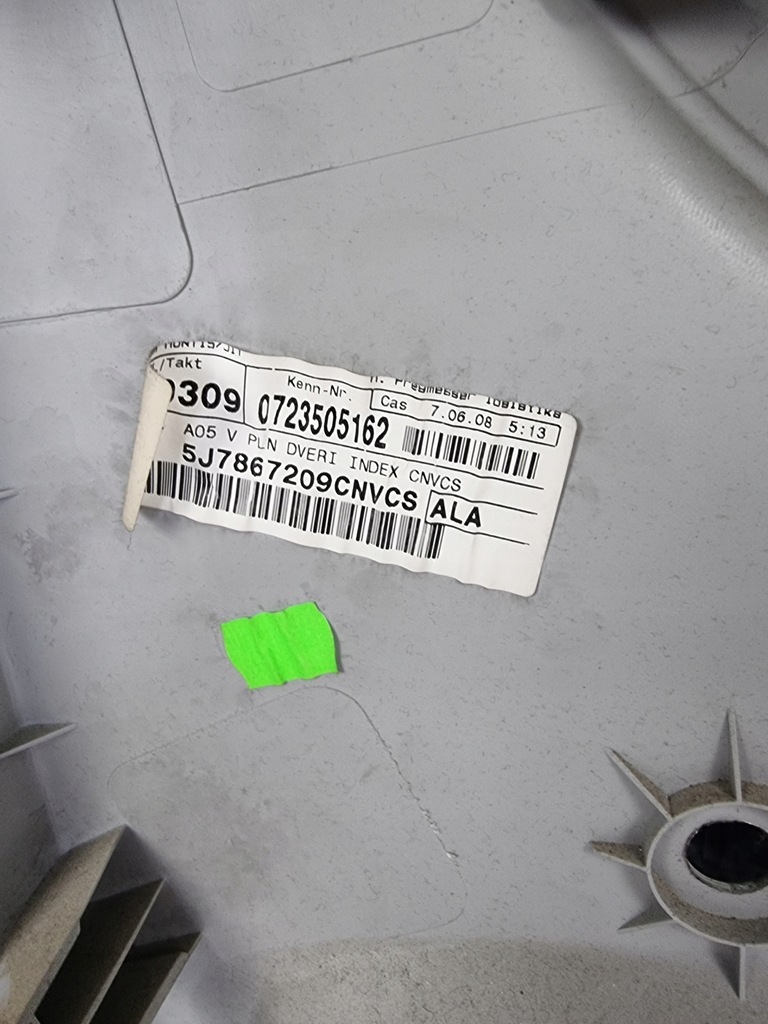 /Takt
0309
Kenn-Nr.
0723505162
Cas 7.06.08 5:13
A05 V PLN DVERI INDEX CNVCS
5J7867209CNVCS ALA